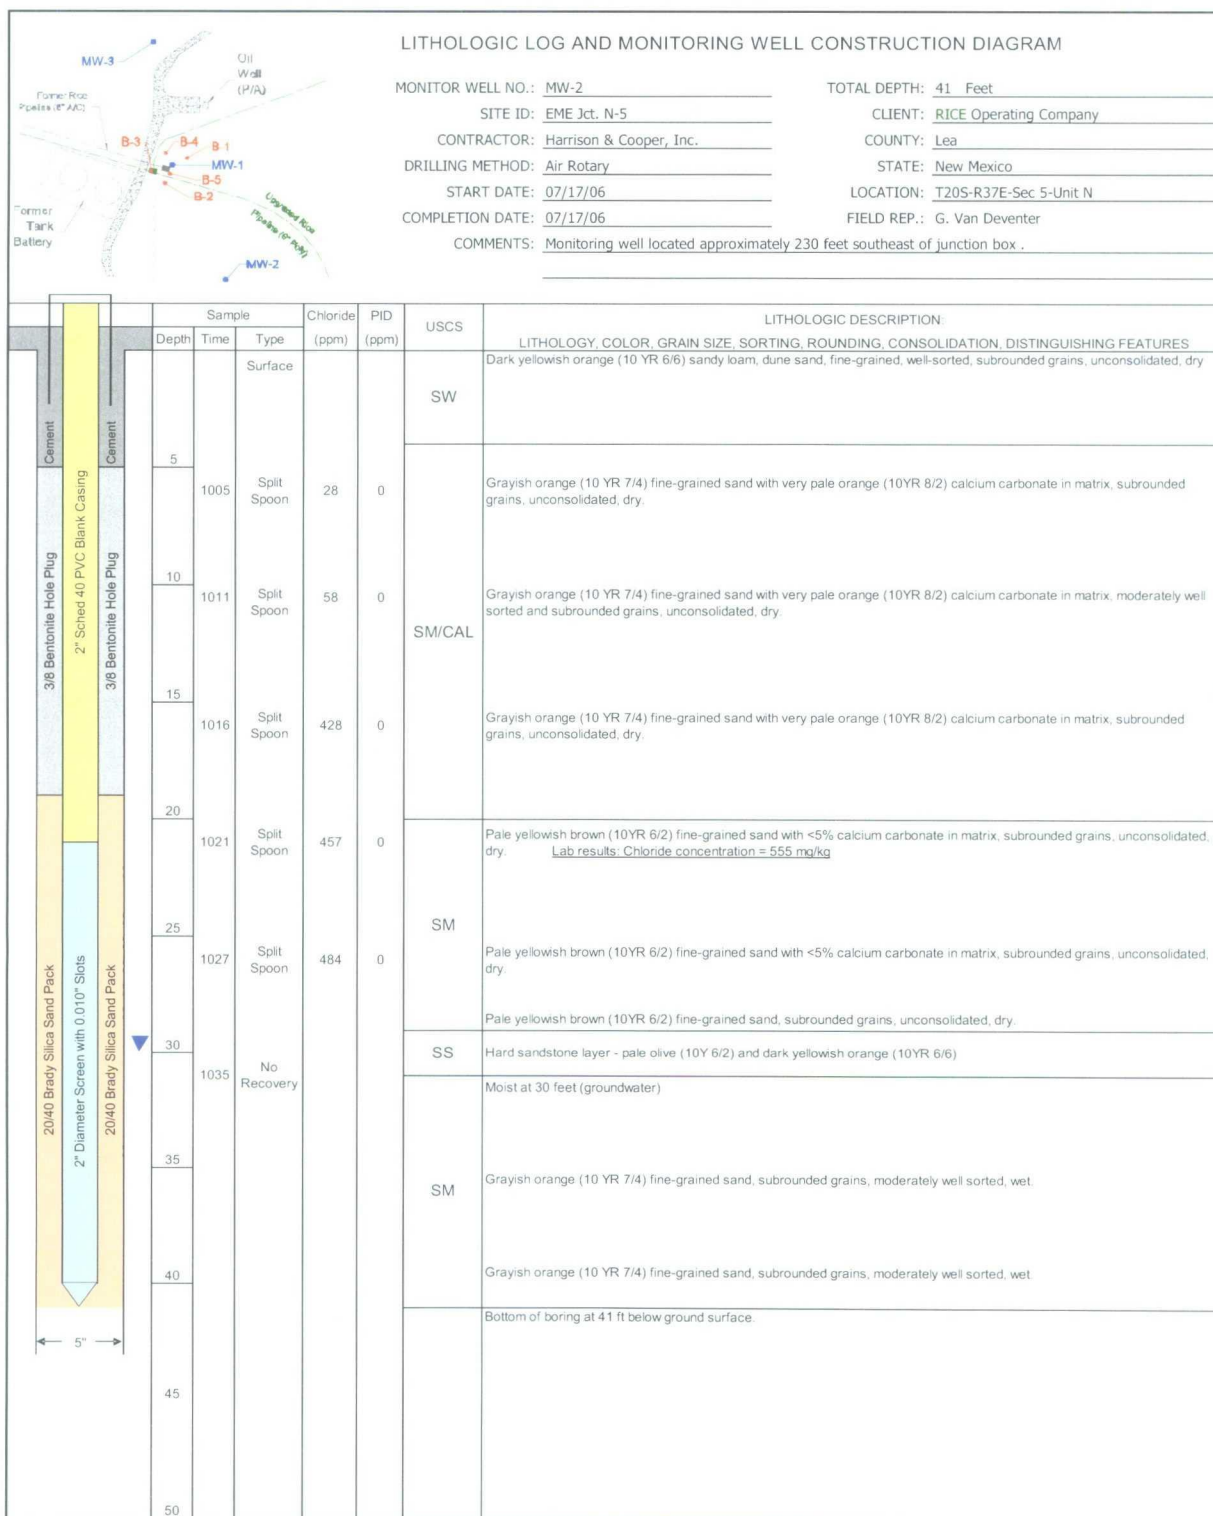 LITHOLOGIC LOG AND MONITORING WELL CONSTRUCTION DIAGRAM
MW-3
Oil
Well
(P/A)
Former Rice
Pipeline (6" A/C)
B-3
B-4
B-1
MW-1
B-5
B-2
Former
Tank
Battery
Upgraded Rice
MW-2
MONITOR WELL NO.: MW-2
TOTAL DEPTH: 41 Feet
SITE ID: EME Jct. N-5
CLIENT: RICE Operating Company
CONTRACTOR: Harrison & Cooper, Inc.
COUNTY: Lea
DRILLING METHOD: Air Rotary
STATE: New Mexico
START DATE: 07/17/06
LOCATION: T20S-R37E-Sec 5-Unit N
COMPLETION DATE: 07/17/06
FIELD REP.: G. Van Deventer
COMMENTS: Monitoring well located approximately 230 feet southeast of junction box .
Sample Chloride PID USCS LITHOLOGIC DESCRIPTION:
Depth Time Type (ppm) (ppm) LITHOLOGY, COLOR, GRAIN SIZE, SORTING, ROUNDING, CONSOLIDATION, DISTINGUISHING FEATURES
Surface
Dark yellowish orange (10 YR 6/6) sandy loam, dune sand, fine-grained, well-sorted, subrounded grains, unconsolidated, dry
SW
Cement
Cement
5
1005 Split Spoon 28 0
Grayish orange (10 YR 7/4) fine-grained sand with very pale orange (10YR 8/2) calcium carbonate in matrix, subrounded
grains, unconsolidated, dry.
2" Sched 40 PVC Blank Casing
3/8 Bentonite Hole Plug
3/8 Bentonite Hole Plug
10
1011 Split Spoon 58 0
Grayish orange (10 YR 7/4) fine-grained sand with very pale orange (10YR 8/2) calcium carbonate in matrix, moderately well
sorted and subrounded grains, unconsolidated, dry.
SM/CAL
15
1016 Split Spoon 428 0
Grayish orange (10 YR 7/4) fine-grained sand with very pale orange (10YR 8/2) calcium carbonate in matrix, subrounded
grains, unconsolidated, dry.
20
1021 Split Spoon 457 0
Pale yellowish brown (10YR 6/2) fine-grained sand with <5% calcium carbonate in matrix, subrounded grains, unconsolidated,
dry. Lab results: Chloride concentration = 555 mg/kg
25
SM
1027 Split Spoon 484 0
Pale yellowish brown (10YR 6/2) fine-grained sand with <5% calcium carbonate in matrix, subrounded grains, unconsolidated,
dry.
Pale yellowish brown (10YR 6/2) fine-grained sand, subrounded grains, unconsolidated, dry.
20/40 Brady Silica Sand Pack
2" Diameter Screen with 0.010" Slots
20/40 Brady Silica Sand Pack
30
SS
Hard sandstone layer - pale olive (10Y 6/2) and dark yellowish orange (10YR 6/6)
1035 No Recovery
Moist at 30 feet (groundwater)
35
SM
Grayish orange (10 YR 7/4) fine-grained sand, subrounded grains, moderately well sorted, wet.
40
Grayish orange (10 YR 7/4) fine-grained sand, subrounded grains, moderately well sorted, wet.
Bottom of boring at 41 ft below ground surface.
5"
45
50